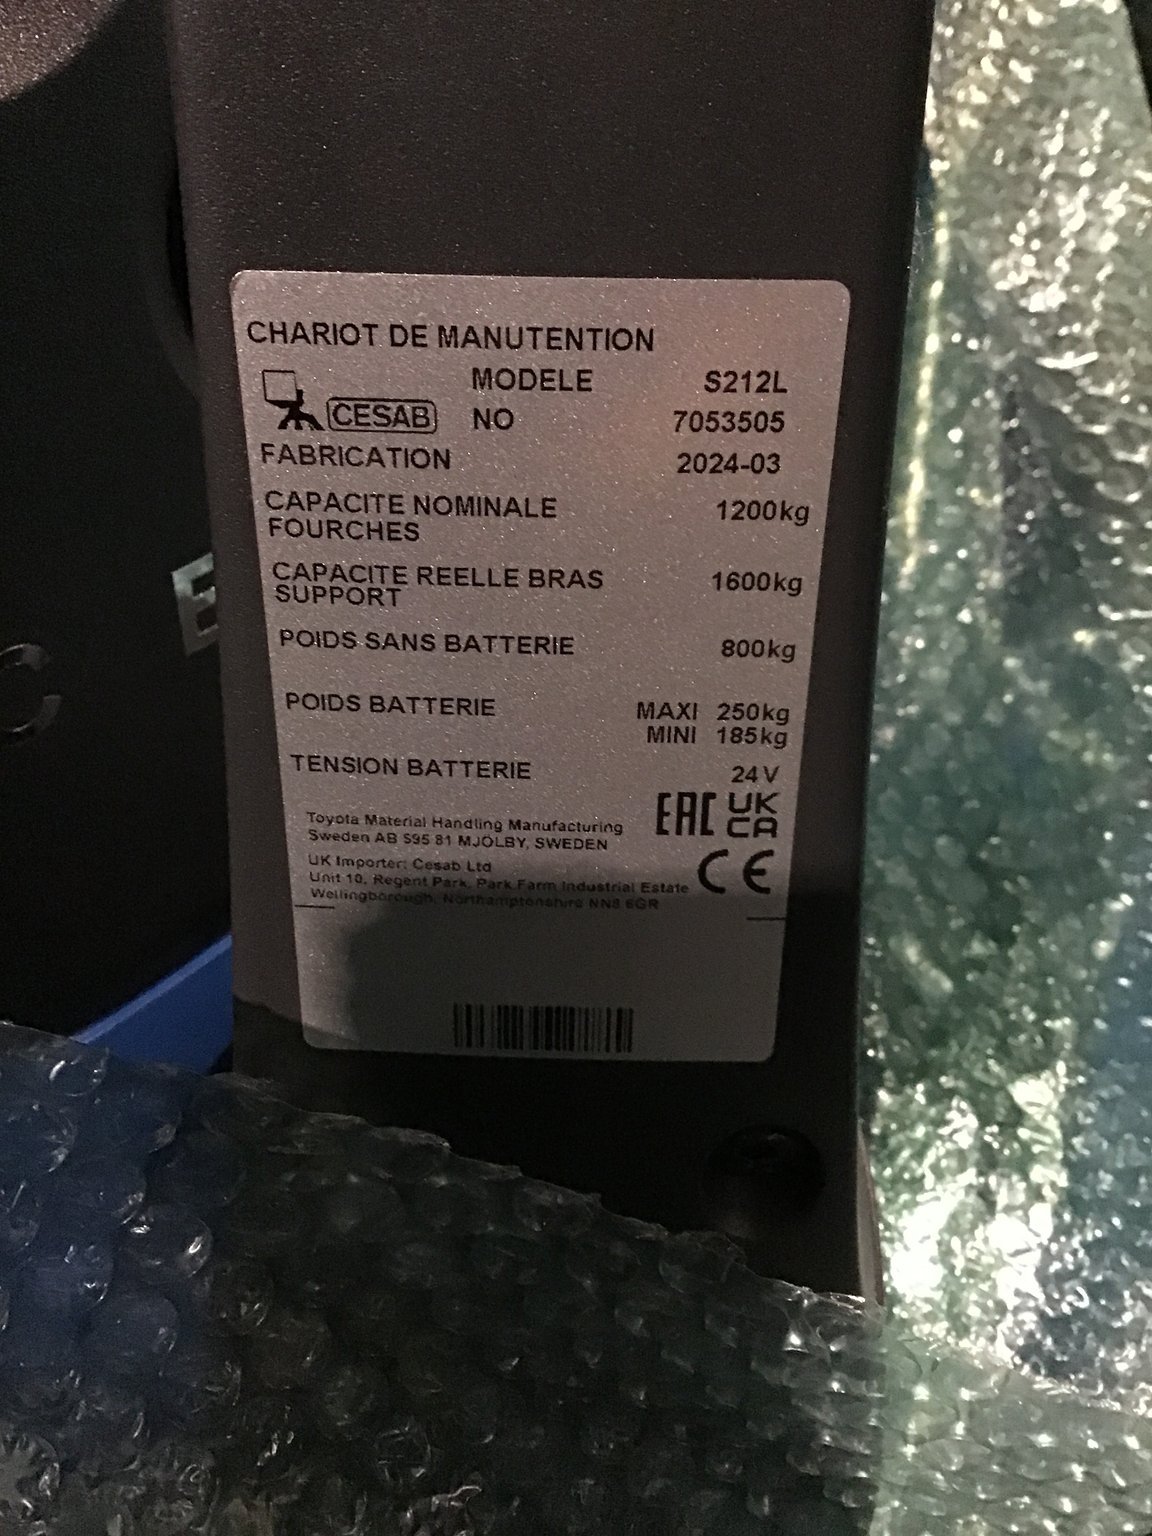 CHARIOT DE MANUTENTION
MODELE S212L
CESAB NO 7053505
FABRICATION 2024-03
CAPACITE NOMINALE 1200kg
FOURCHES
CAPACITE REELLE BRAS 1600kg
SUPPORT
POIDS SANS BATTERIE 800kg
POIDS BATTERIE MAXI 250kg
MINI 185kg
TENSION BATTERIE 24V
EAC UK
CA
Toyota Material Handling Manufacturing
Sweden AB S95 81 MJÖLBY, SWEDEN
CE
UK Importer: Cesab Ltd
Unit 10, Regent Park, Park Farm Industrial Estate
Wellingborough, Northamptonshire NN8 6GR